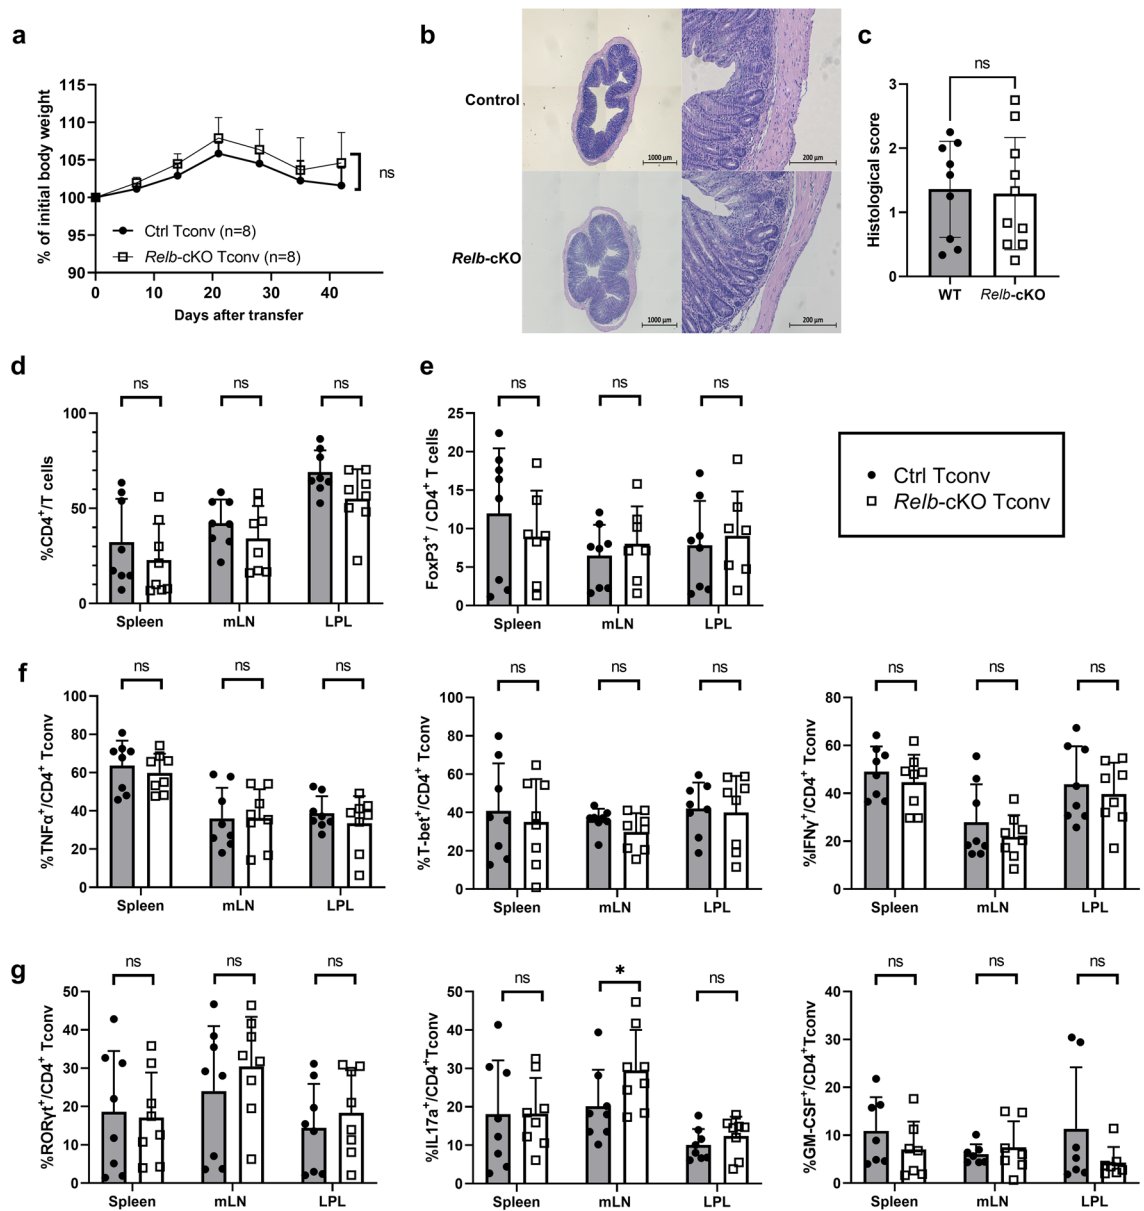 a
% of initial body weight
115
110
105
100
95
90
0
10
20
30
40
Days after transfer
Ctrl Tconv (n=8)
Relb-cKO Tconv (n=8)
ns
b
Control
Relb-cKO
1000 µm
200 µm
1000 µm
200 µm
c
Histological score
3
2
1
0
ns
WT
Relb-cKO
d
%CD4+/T cells
100
50
0
ns
ns
ns
Spleen
mLN
LPL
e
FoxP3+ / CD4+ T cells
25
20
15
10
5
0
ns
ns
ns
Spleen
mLN
LPL
Ctrl Tconv
Relb-cKO Tconv
f
%TNFα+/CD4+ Tconv
100
80
60
40
20
0
ns
ns
ns
Spleen
mLN
LPL
%T-bet+/CD4+ Tconv
100
80
60
40
20
0
ns
ns
ns
Spleen
mLN
LPL
%IFNγ+/CD4+ Tconv
80
60
40
20
0
ns
ns
ns
Spleen
mLN
LPL
g
%RORγt+/CD4+ Tconv
50
40
30
20
10
0
ns
ns
ns
Spleen
mLN
LPL
%IL17a+/CD4+Tconv
50
40
30
20
10
0
ns
*
ns
Spleen
mLN
LPL
%GM-CSF+/CD4+Tconv
40
30
20
10
0
ns
ns
ns
Spleen
mLN
LPL